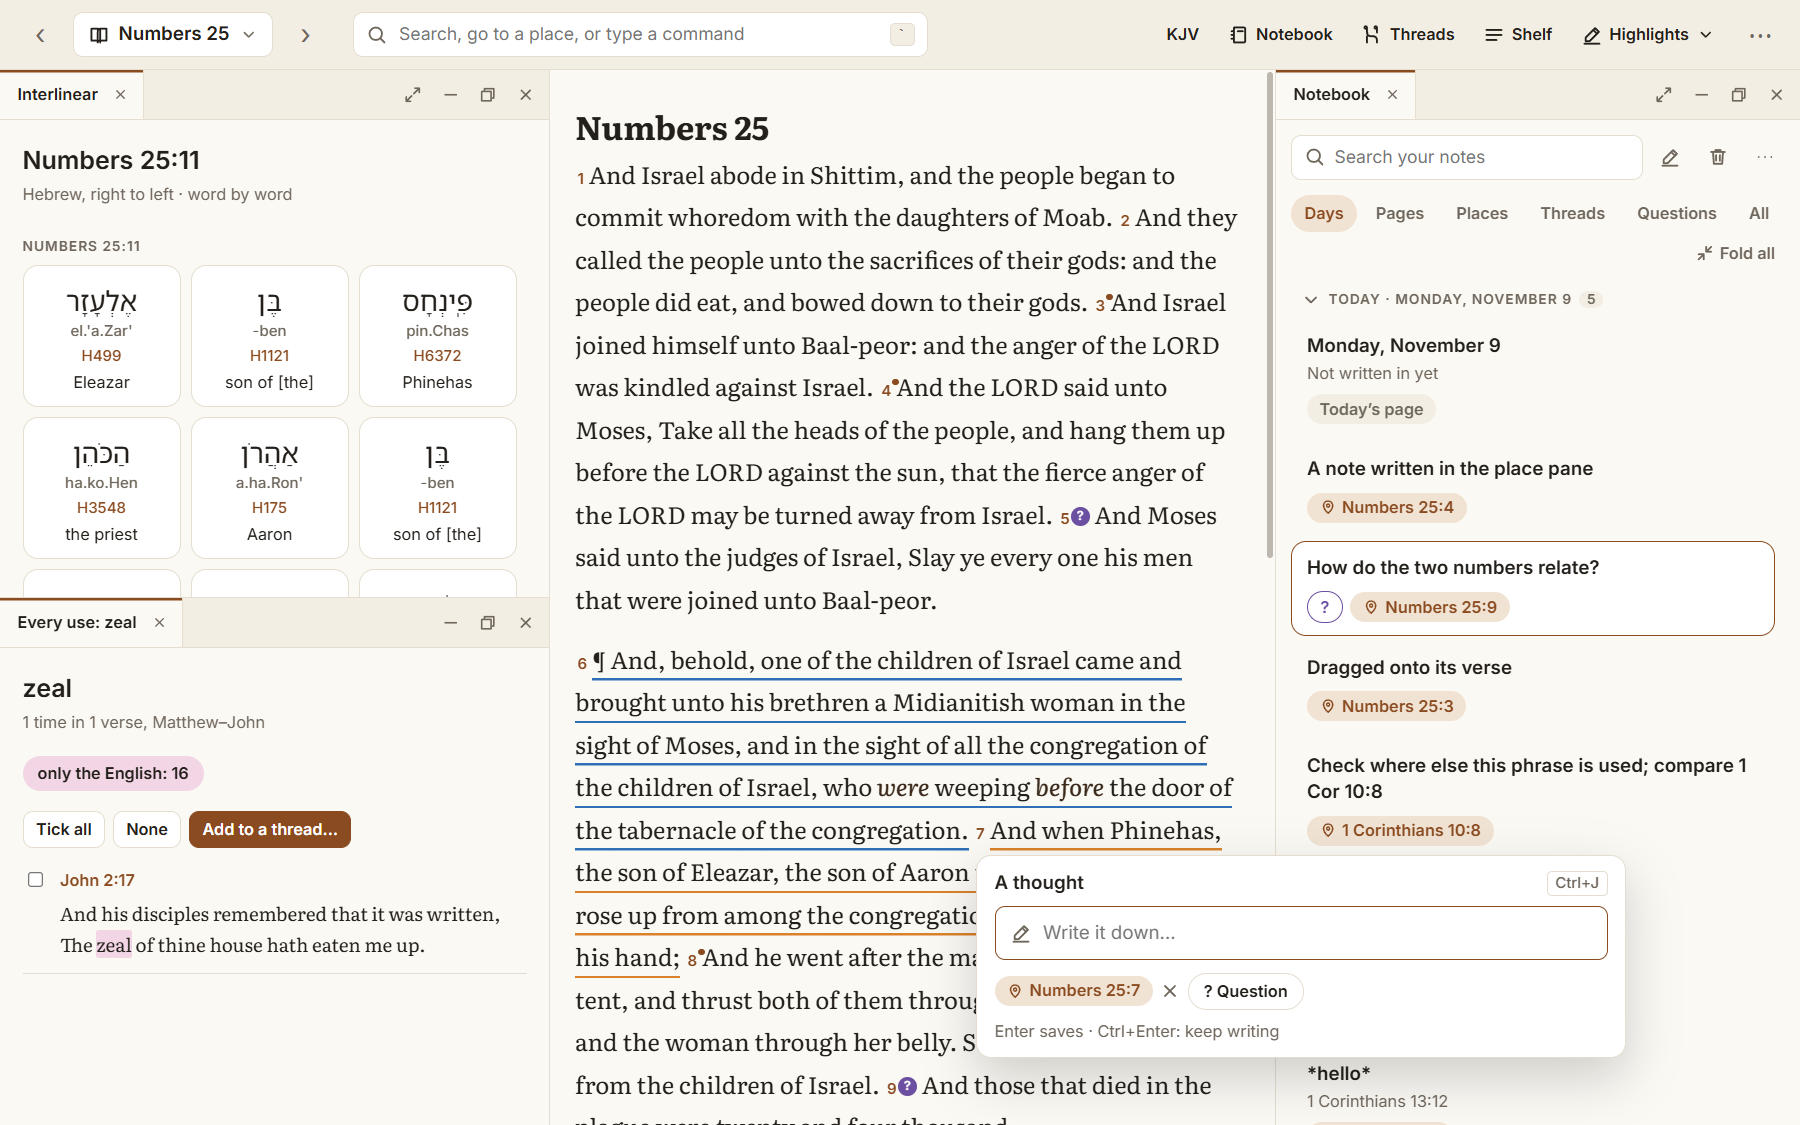 Numbers 25
Search, go to a place, or type a command
`
KJV
Notebook
Threads
Shelf
Highlights
Interlinear
Numbers 25:11
Hebrew, right to left · word by word
NUMBERS 25:11
אֶלְעָזָר
el.'a.Zar'
H499
Eleazar
בֶּן
-ben
H1121
son of [the]
פִּינְחָס
pin.Chas
H6372
Phinehas
הַכֹּהֵן
ha.ko.Hen
H3548
the priest
אַהֲרֹן
a.ha.Ron'
H175
Aaron
בֶּן
-ben
H1121
son of [the]
Every use: zeal
zeal
1 time in 1 verse, Matthew–John
only the English: 16
Tick all
None
Add to a thread…
John 2:17
And his disciples remembered that it was written,
The zeal of thine house hath eaten me up.
Numbers 25
1 And Israel abode in Shittim, and the people began to
commit whoredom with the daughters of Moab. 2 And they
called the people unto the sacrifices of their gods: and the
people did eat, and bowed down to their gods. 3 And Israel
joined himself unto Baal-peor: and the anger of the LORD
was kindled against Israel. 4 And the LORD said unto
Moses, Take all the heads of the people, and hang them up
before the LORD against the sun, that the fierce anger of
the LORD may be turned away from Israel. 5 ? And Moses
said unto the judges of Israel, Slay ye every one his men
that were joined unto Baal-peor.
6 ¶ And, behold, one of the children of Israel came and
brought unto his brethren a Midianitish woman in the
sight of Moses, and in the sight of all the congregation of
the children of Israel, who were weeping before the door of
the tabernacle of the congregation. 7 And when Phinehas,
the son of Eleazar, the son of Aaron
rose up from among the
his hand; 8 And he went after the
tent, and thrust both of them
and the woman through her belly.
from the children of Israel. 9 ? And those that died in the
Notebook
Search your notes
Days
Pages
Places
Threads
Questions
All
Fold all
TODAY · MONDAY, NOVEMBER 9 5
Monday, November 9
Not written in yet
Today’s page
A note written in the place pane
Numbers 25:4
How do the two numbers relate?
? Numbers 25:9
Dragged onto its verse
Numbers 25:3
Check where else this phrase is used; compare 1
Cor 10:8
1 Corinthians 10:8
A thought
Ctrl+J
Write it down…
Numbers 25:7
? Question
Enter saves · Ctrl+Enter: keep writing
*hello*
1 Corinthians 13:12